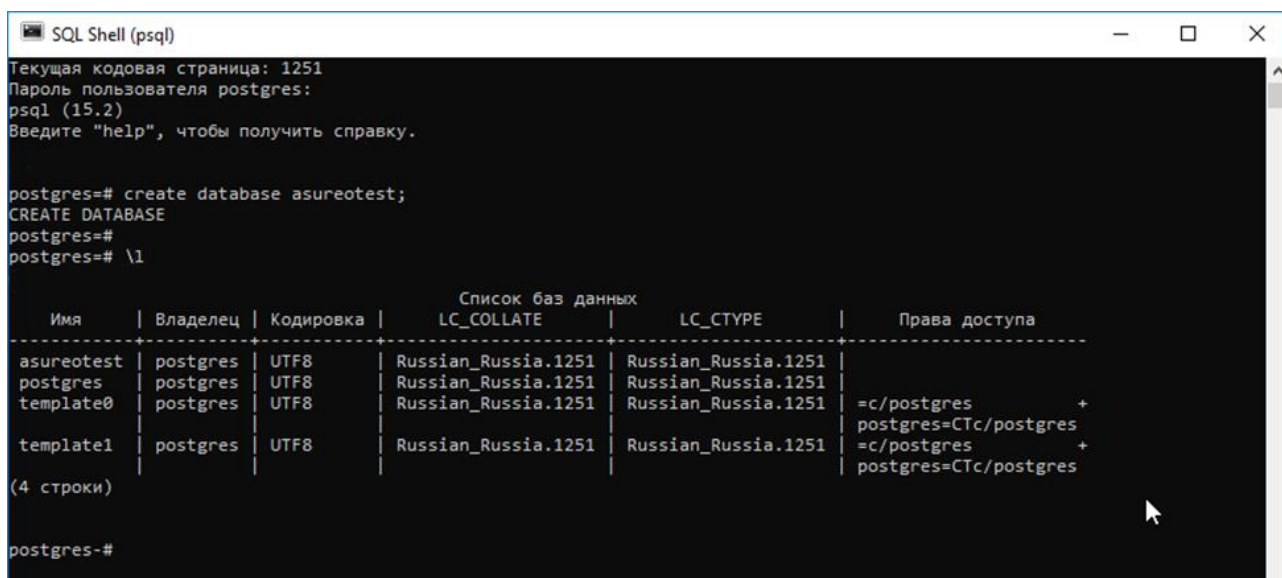 SQL Shell (psql)
Текущая кодовая страница: 1251
Пароль пользователя postgres:
psql (15.2)
Введите "help", чтобы получить справку.
postgres=# create database asureotest;
CREATE DATABASE
postgres=#
postgres=# \l
Список баз данных
Имя | Владелец | Кодировка | LC_COLLATE | LC_CTYPE | Права доступа
-------------+----------+-----------+---------------------+---------------------+-----------------------
asureotest | postgres | UTF8 | Russian_Russia.1251 | Russian_Russia.1251 |
postgres | postgres | UTF8 | Russian_Russia.1251 | Russian_Russia.1251 |
template0 | postgres | UTF8 | Russian_Russia.1251 | Russian_Russia.1251 | =c/postgres +
| | | | | postgres=CTc/postgres
template1 | postgres | UTF8 | Russian_Russia.1251 | Russian_Russia.1251 | =c/postgres +
| | | | | postgres=CTc/postgres
(4 строки)
postgres-#